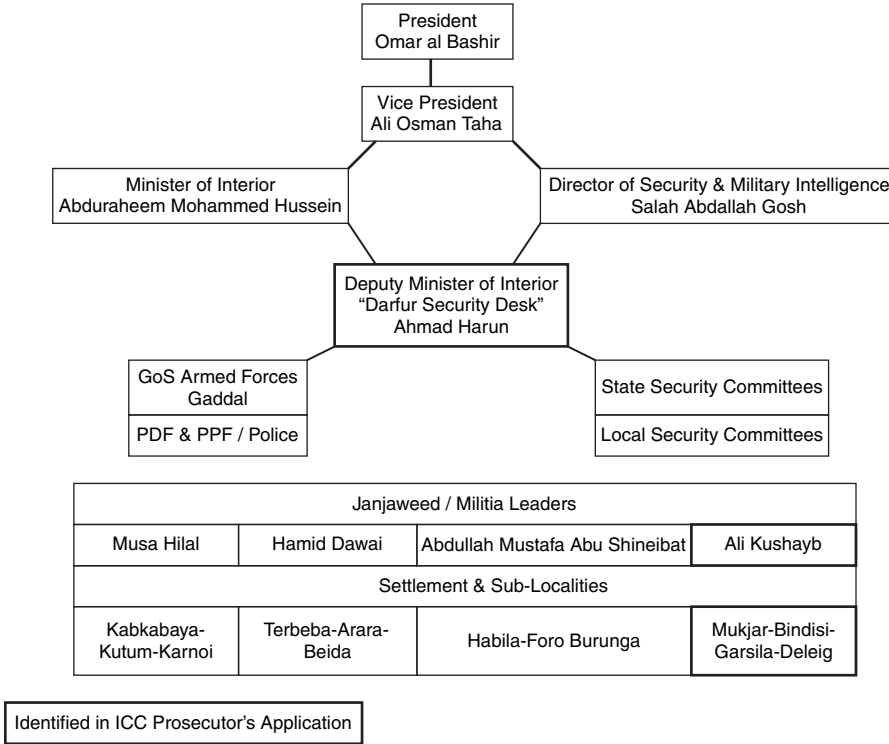 President
Omar al Bashir
Vice President
Ali Osman Taha
Minister of Interior
Abduraheem Mohammed Hussein
Director of Security & Military Intelligence
Salah Abdallah Gosh
Deputy Minister of Interior
“Darfur Security Desk”
Ahmad Harun
GoS Armed Forces
Gaddal
PDF & PPF / Police
State Security Committees
Local Security Committees
Janjaweed / Militia Leaders
Musa Hilal
Hamid Dawai
Abdullah Mustafa Abu Shineibat
Ali Kushayb
Settlement & Sub-Localities
Kabkabaya-
Kutum-Karnoi
Terbeba-Arara-
Beida
Habila-Foro Burunga
Mukjar-Bindisi-
Garsila-Deleig
Identified in ICC Prosecutor’s Application